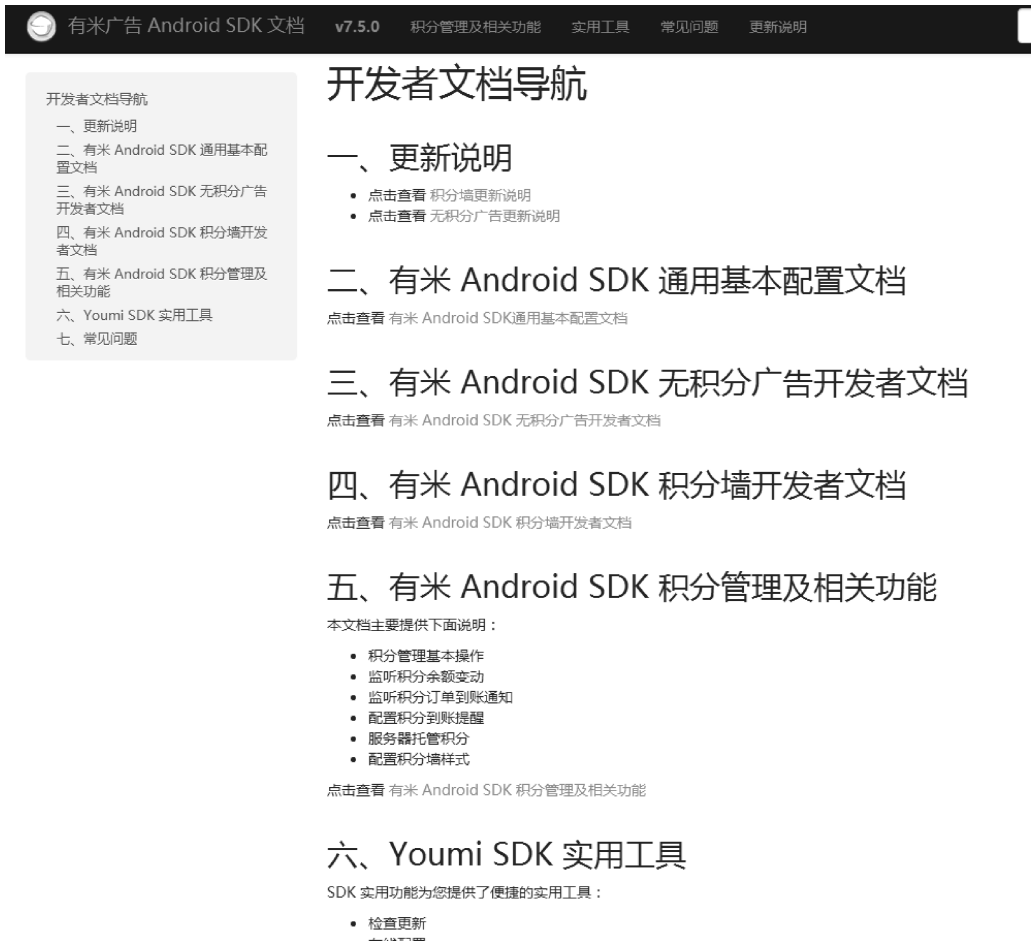 有米广告 Android SDK 文档 v7.5.0 积分管理及相关功能 实用工具 常见问题 更新说明
开发者文档导航
一、更新说明
二、有米 Android SDK 通用基本配
置文档
三、有米 Android SDK 无积分广告
开发者文档
四、有米 Android SDK 积分墙开发
者文档
五、有米 Android SDK 积分管理及
相关功能
六、Youmi SDK 实用工具
七、常见问题
开发者文档导航
一、更新说明
点击查看 积分墙更新说明
点击查看 无积分广告更新说明
二、有米 Android SDK 通用基本配置文档
点击查看 有米 Android SDK通用基本配置文档
三、有米 Android SDK 无积分广告开发者文档
点击查看 有米 Android SDK 无积分广告开发者文档
四、有米 Android SDK 积分墙开发者文档
点击查看 有米 Android SDK 积分墙开发者文档
五、有米 Android SDK 积分管理及相关功能
本文档主要提供下面说明：
积分管理基本操作
监听积分余额变动
监听积分订单到账通知
配置积分到账提醒
服务器托管积分
配置积分墙样式
点击查看 有米 Android SDK 积分管理及相关功能
六、Youmi SDK 实用工具
SDK 实用功能为您提供了便捷的实用工具：
检查更新